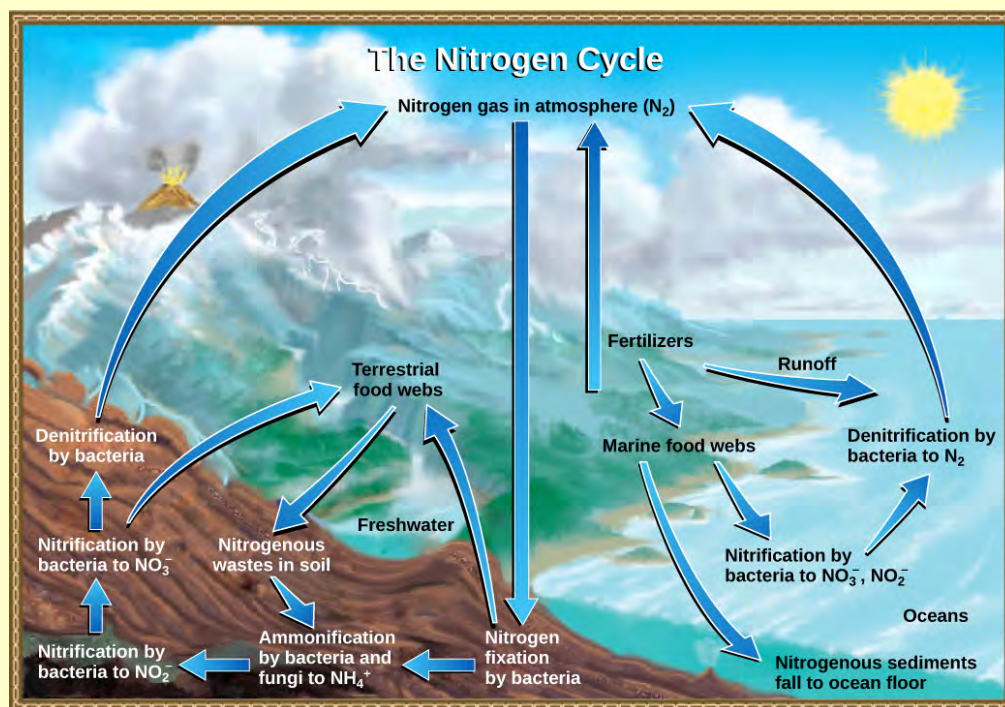 The Nitrogen Cycle
Nitrogen gas in atmosphere (N₂)
Fertilizers
Runoff
Terrestrial
food webs
Denitrification
by bacteria
Marine food webs
Denitrification by
bacteria to N₂
Freshwater
Nitrification by
bacteria to NO₃⁻
Nitrogenous
wastes in soil
Nitrification by
bacteria to NO₃⁻, NO₂⁻
Oceans
Nitrification by
bacteria to NO₂⁻
Ammonification
by bacteria and
fungi to NH₄⁺
Nitrogen
fixation
by bacteria
Nitrogenous sediments
fall to ocean floor